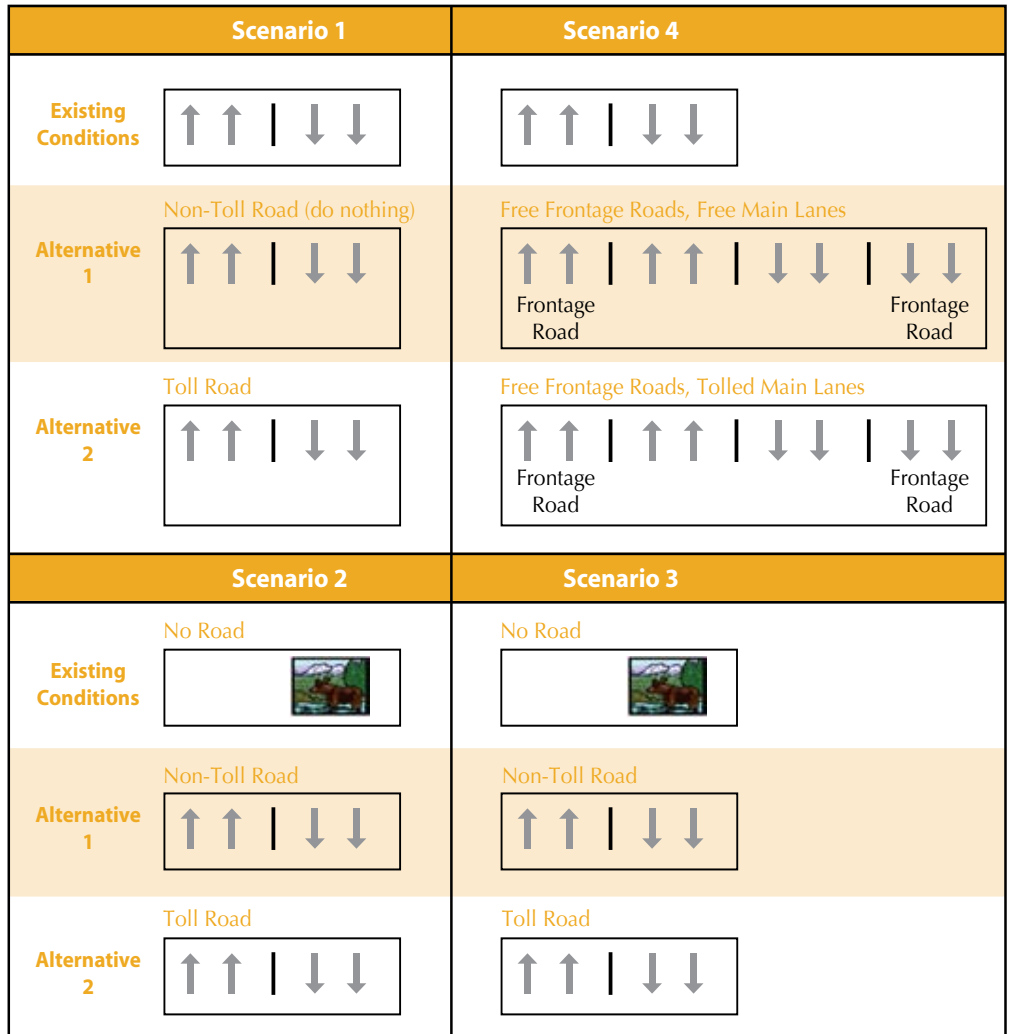 Scenario 1
Scenario 4
Existing
Conditions
Non-Toll Road (do nothing)
Free Frontage Roads, Free Main Lanes
Alternative
1
Frontage
Road
Frontage
Road
Toll Road
Free Frontage Roads, Tolled Main Lanes
Alternative
2
Frontage
Road
Frontage
Road
Scenario 2
Scenario 3
No Road
No Road
Existing
Conditions
Non-Toll Road
Non-Toll Road
Alternative
1
Toll Road
Toll Road
Alternative
2